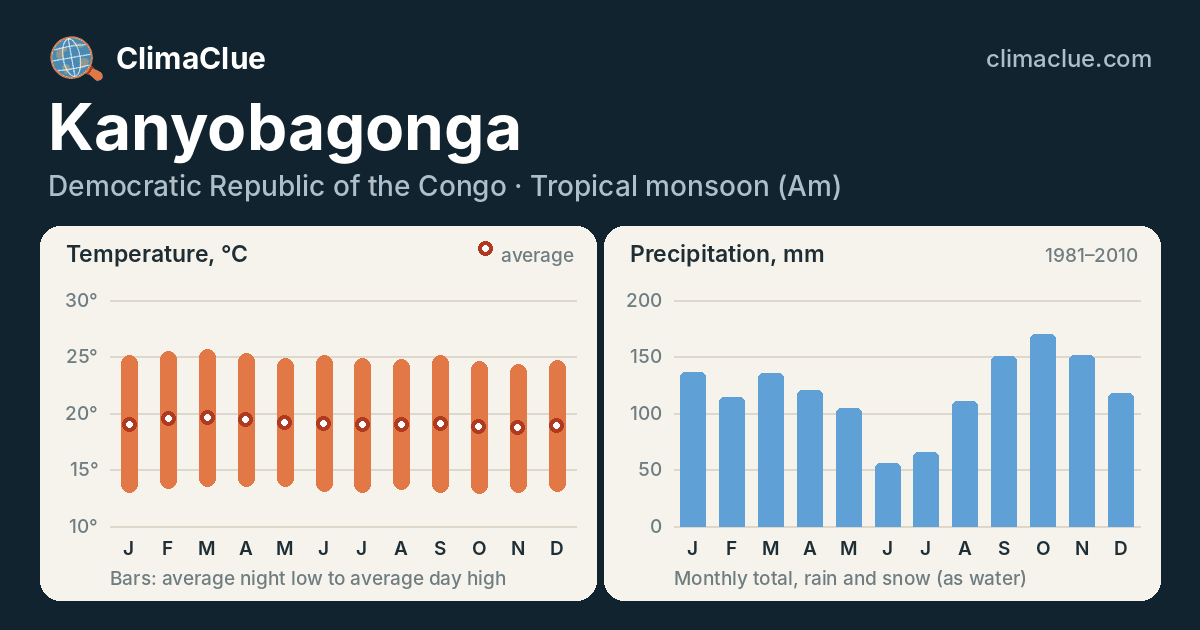 ClimaClue
climaclue.com
Kanyobagonga
Democratic Republic of the Congo · Tropical monsoon (Am)
Temperature, °C
average
30°
25°
20°
15°
10°
J F M A M J J A S O N D
Bars: average night low to average day high
Precipitation, mm
1981–2010
200
150
100
50
0
J F M A M J J A S O N D
Monthly total, rain and snow (as water)